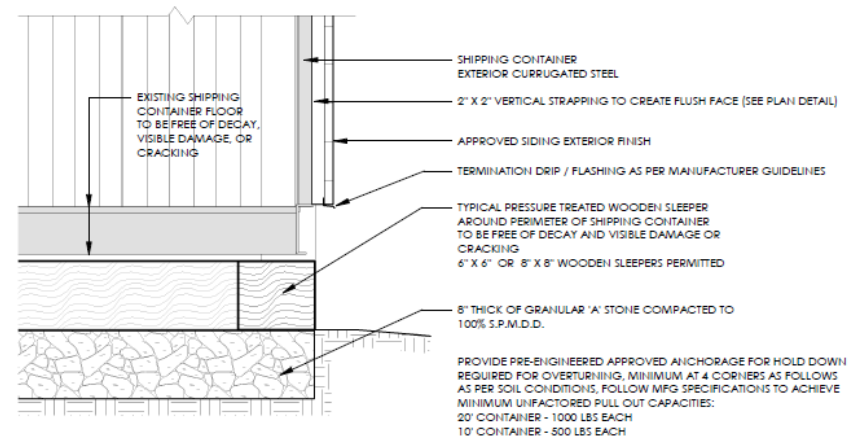 EXISTING SHIPPING
CONTAINER FLOOR
TO BE FREE OF DECAY,
VISIBLE DAMAGE, OR
CRACKING
SHIPPING CONTAINER
EXTERIOR CURRUGATED STEEL
2" X 2" VERTICAL STRAPPING TO CREATE FLUSH FACE (SEE PLAN DETAIL)
APPROVED SIDING EXTERIOR FINISH
TERMINATION DRIP / FLASHING AS PER MANUFACTURER GUIDELINES
TYPICAL PRESSURE TREATED WOODEN SLEEPER
AROUND PERIMETER OF SHIPPING CONTAINER
TO BE FREE OF DECAY AND VISIBLE DAMAGE OR
CRACKING
6" X 6" OR 8" X 8" WOODEN SLEEPERS PERMITTED
8" THICK OF GRANULAR 'A' STONE COMPACTED TO
100% S.P.M.D.D.
PROVIDE PRE-ENGINEERED APPROVED ANCHORAGE FOR HOLD DOWN
REQUIRED FOR OVERTURNING, MINIMUM AT 4 CORNERS AS FOLLOWS
AS PER SOIL CONDITIONS, FOLLOW MFG SPECIFICATIONS TO ACHIEVE
MINIMUM UNFACTORED PULL OUT CAPACITIES:
20' CONTAINER - 1000 LBS EACH
10' CONTAINER - 500 LBS EACH